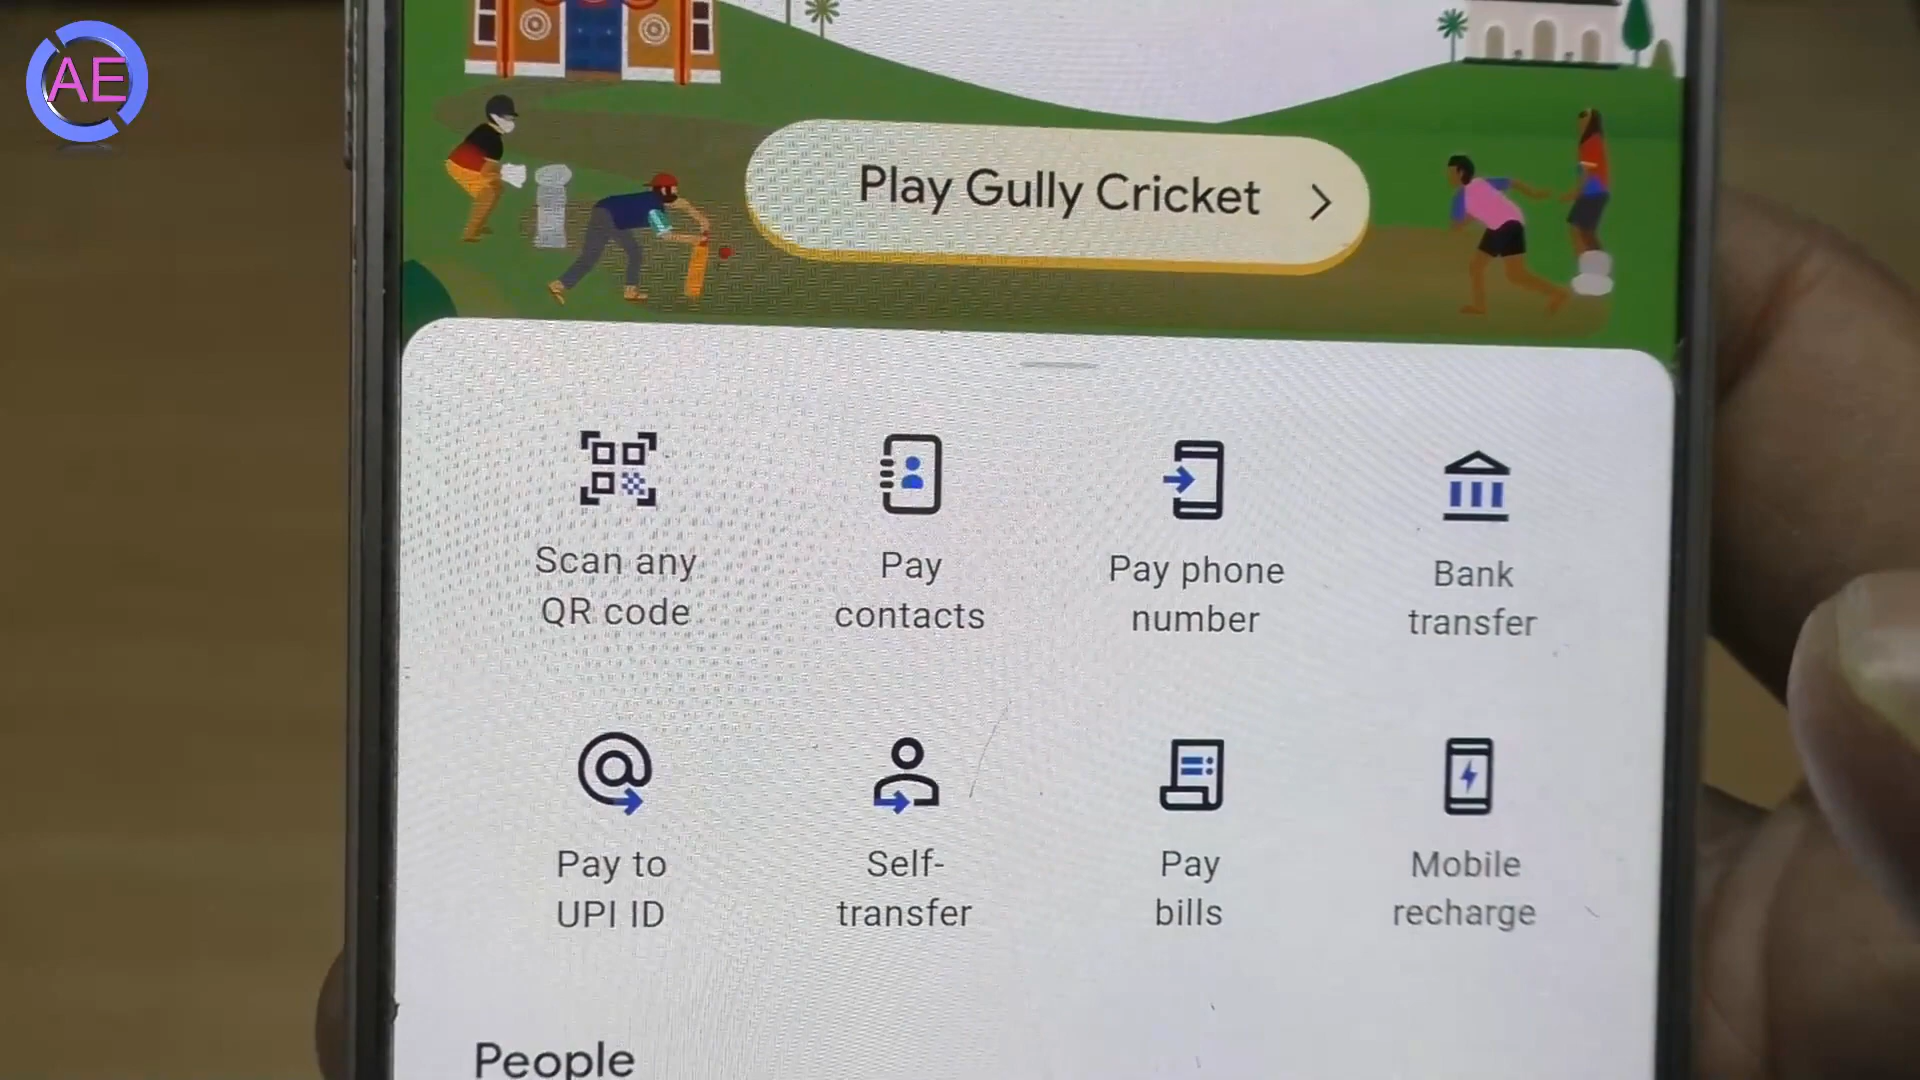 AE
Play Gully Cricket
Scan any
QR code
Pay
contacts
Pay phone
number
Bank
transfer
Pay to
UPI ID
Self-
transfer
Pay
bills
Mobile
recharge
People